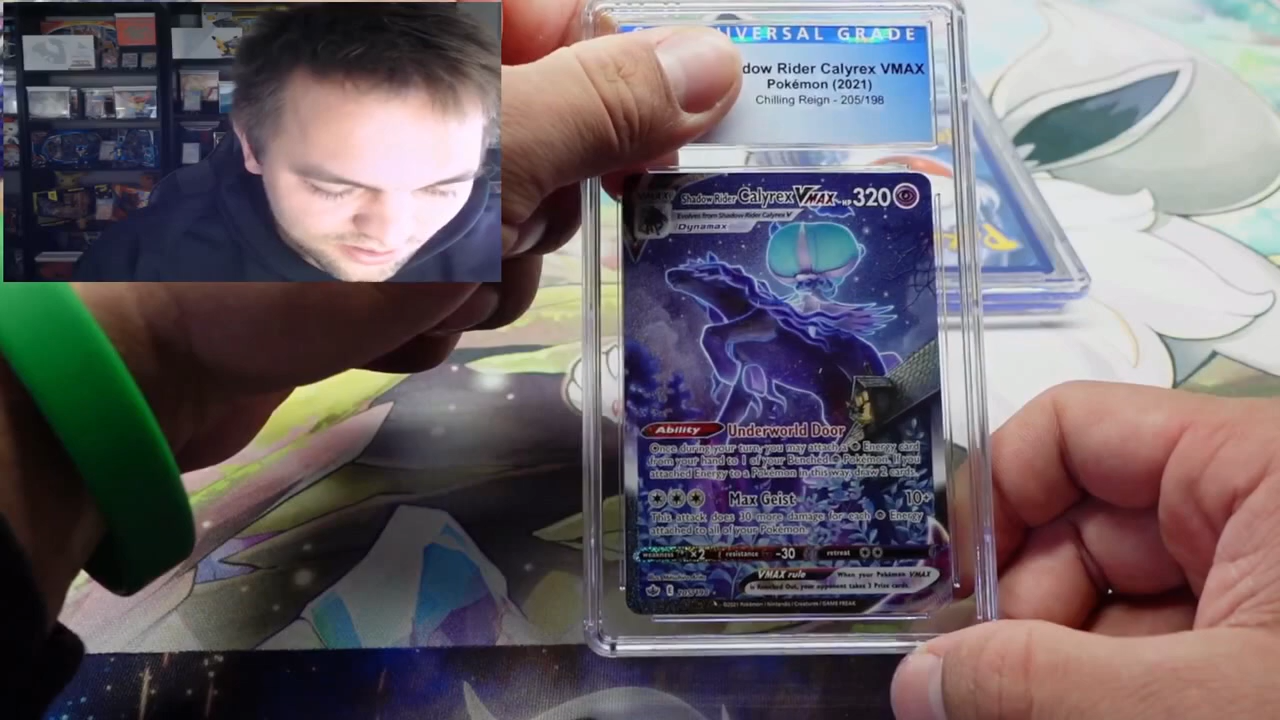 IVERSAL GRADE
dow Rider Calyrex VMAX
Pokémon (2021)
Chilling Reign - 205/198
Shadow Rider Calyrex VMAX HP 320
Evolves from Shadow Rider Calyrex V
Dynamax
Ability Underworld Door
Once during your turn, you may attach a Energy card
from your hand to 1 of your Benched Pokémon. If you
attached Energy to a Pokémon in this way, draw 2 cards.
Max Geist 10+
This attack does 30 more damage for each Energy
attached to all of your Pokémon.
weakness ×2 resistance -30 retreat
VMAX rule When your Pokémon VMAX
is Knocked Out, your opponent takes 3 Prize cards.
E 205/198
©2021 Pokémon / Nintendo / Creatures / GAME FREAK